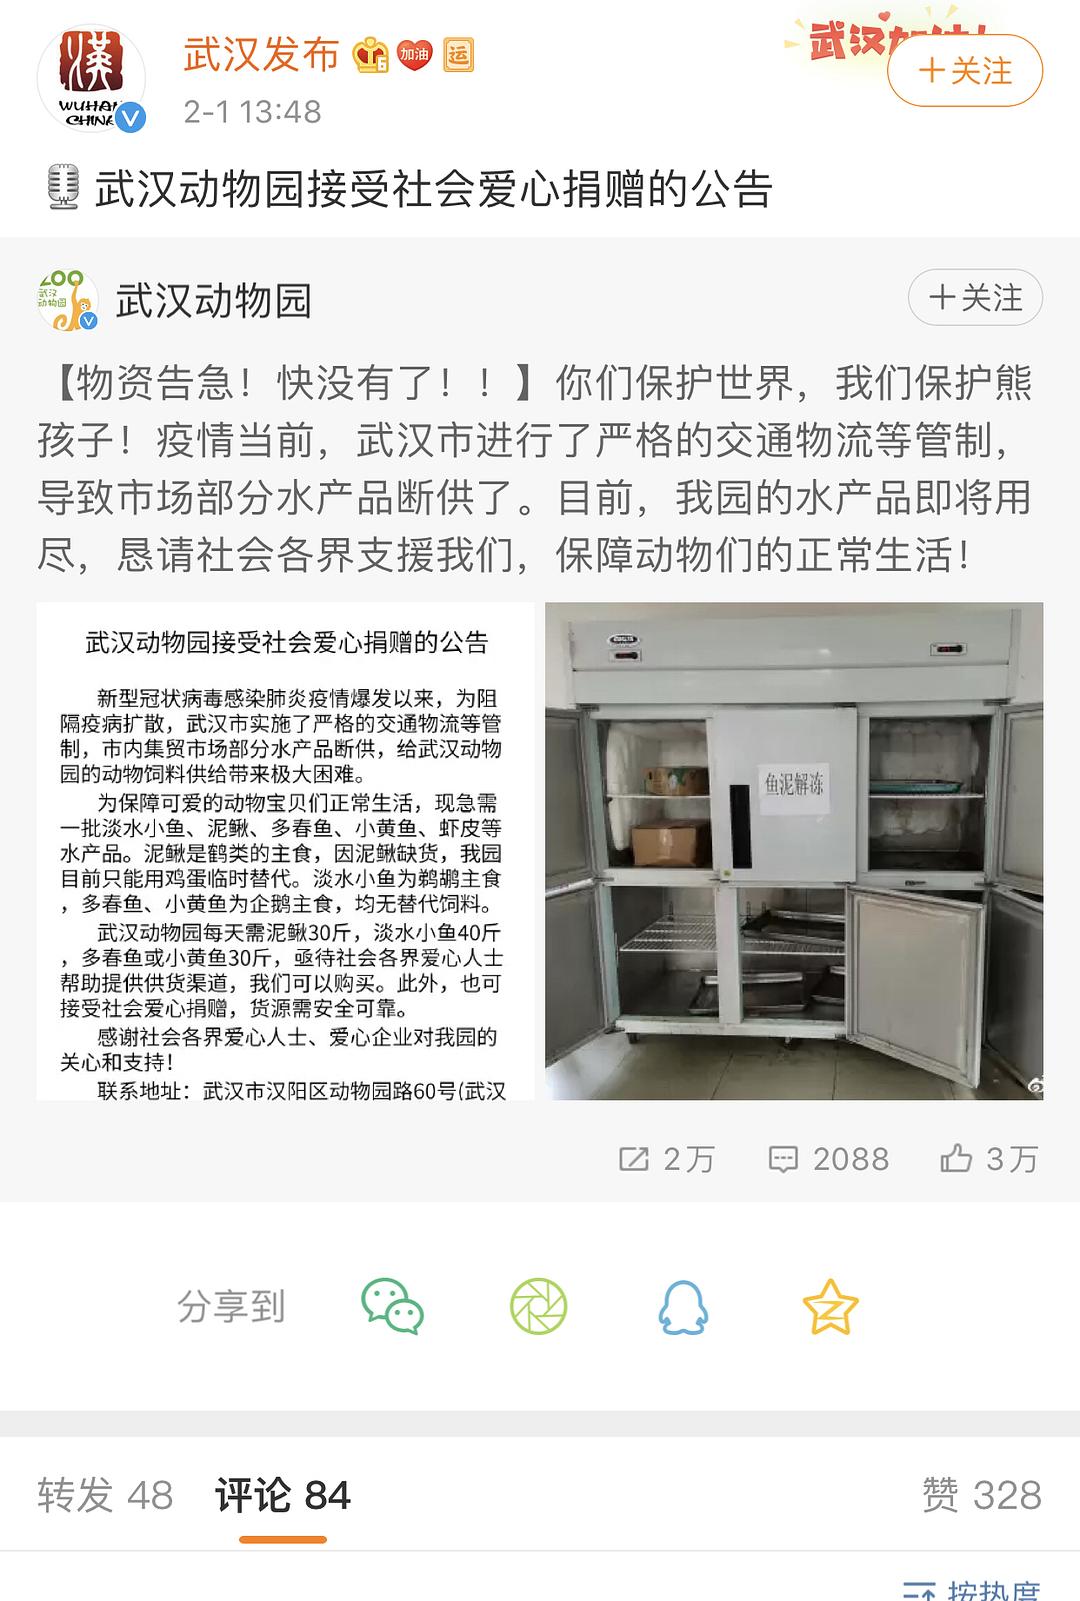 漢
WUHAN
CHINA
武汉发布
6
加油
运
2-1 13:48
+关注
武汉动物园接受社会爱心捐赠的公告
ZOO
武汉
动物园
武汉动物园
+关注
【物资告急！快没有了！！】你们保护世界，我们保护熊
孩子！疫情当前，武汉市进行了严格的交通物流等管制，
导致市场部分水产品断供了。目前，我园的水产品即将用
尽，恳请社会各界支援我们，保障动物们的正常生活！
武汉动物园接受社会爱心捐赠的公告
新型冠状病毒感染肺炎疫情爆发以来，为阻
隔疫病扩散，武汉市实施了严格的交通物流等管
制，市内集贸市场部分水产品断供，给武汉动物
园的动物饲料供给带来极大困难。
为保障可爱的动物宝贝们正常生活，现急需
一批淡水小鱼、泥鳅、多春鱼、小黄鱼、虾皮等
水产品。泥鳅是鹤类的主食，因泥鳅缺货，我园
目前只能用鸡蛋临时替代。淡水小鱼为鹈鹕主食
，多春鱼、小黄鱼为企鹅主食，均无替代饲料。
武汉动物园每天需泥鳅30斤，淡水小鱼40斤
，多春鱼或小黄鱼30斤，亟待社会各界爱心人士
帮助提供供货渠道，我们可以购买。此外，也可
接受社会爱心捐赠，货源需安全可靠。
感谢社会各界爱心人士、爱心企业对我园的
关心和支持！
联系地址：武汉市汉阳区动物园路60号(武汉
鱼泥解冻
2万 2088 3万
分享到
转发 48 评论 84 赞 328
按热度